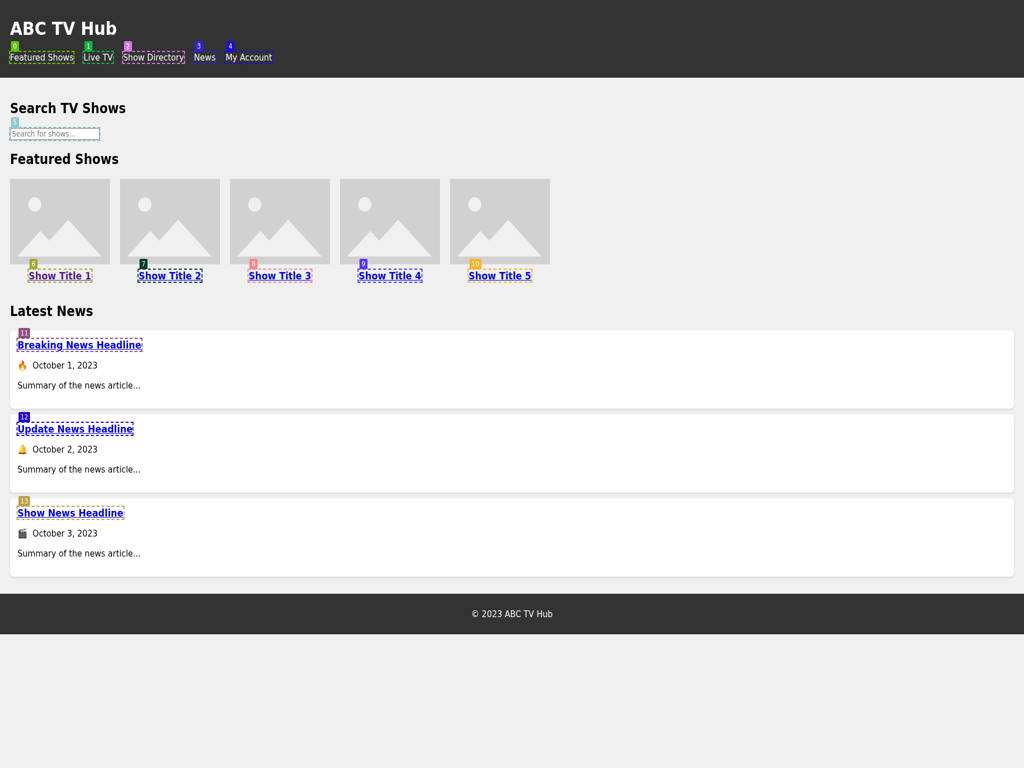 ABC TV Hub
0 1 2 3 4
Featured Shows Live TV Show Directory News My Account
Search TV Shows
5
Search for shows...
Featured Shows
6 7 8 9 10
Show Title 1 Show Title 2 Show Title 3 Show Title 4 Show Title 5
Latest News
11
Breaking News Headline
🔥 October 1, 2023
Summary of the news article...
12
Update News Headline
🔔 October 2, 2023
Summary of the news article...
13
Show News Headline
🎬 October 3, 2023
Summary of the news article...
© 2023 ABC TV Hub